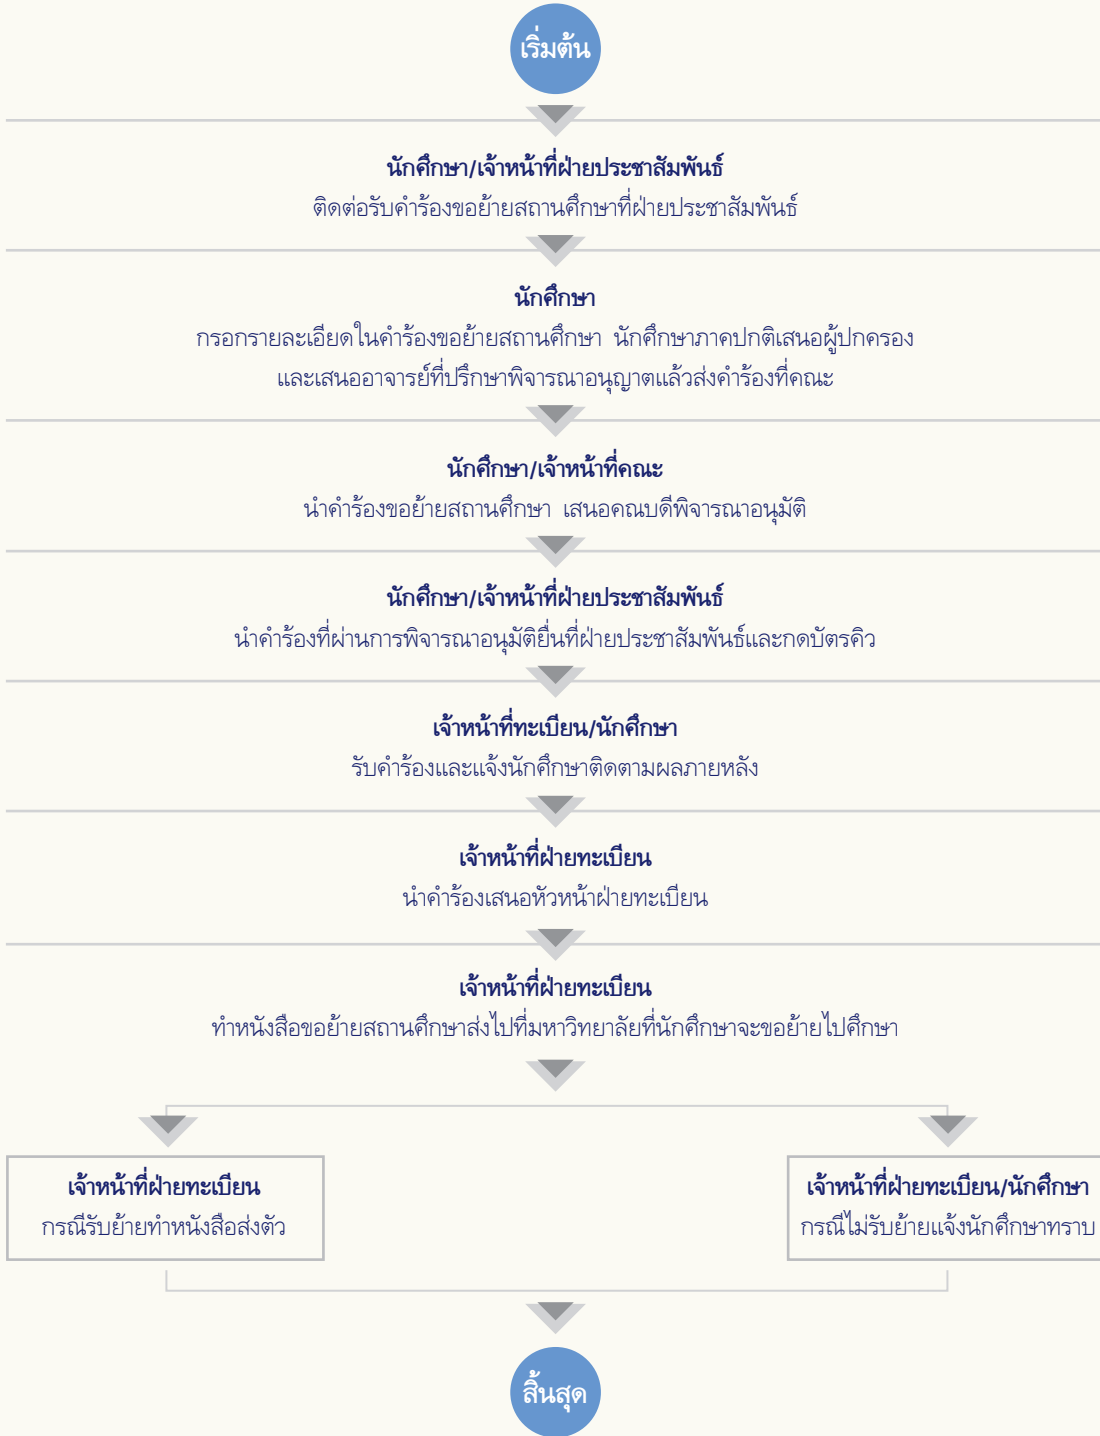 เริ่มต้น
นักศึกษา/เจ้าหน้าที่ฝ่ายประชาสัมพันธ์
ติดต่อรับคำร้องขอย้ายสถานศึกษาที่ฝ่ายประชาสัมพันธ์
นักศึกษา
กรอกรายละเอียดในคำร้องขอย้ายสถานศึกษา นักศึกษาภาคปกติเสนอผู้ปกครอง
และเสนออาจารย์ที่ปรึกษาพิจารณาอนุญาตแล้วส่งคำร้องที่คณะ
นักศึกษา/เจ้าหน้าที่คณะ
นำคำร้องขอย้ายสถานศึกษา เสนอคณบดีพิจารณาอนุมัติ
นักศึกษา/เจ้าหน้าที่ฝ่ายประชาสัมพันธ์
นำคำร้องที่ผ่านการพิจารณาอนุมัติยื่นที่ฝ่ายประชาสัมพันธ์และกดบัตรคิว
เจ้าหน้าที่ทะเบียน/นักศึกษา
รับคำร้องและแจ้งนักศึกษาติดตามผลภายหลัง
เจ้าหน้าที่ฝ่ายทะเบียน
นำคำร้องเสนอหัวหน้าฝ่ายทะเบียน
เจ้าหน้าที่ฝ่ายทะเบียน
ทำหนังสือขอย้ายสถานศึกษาส่งไปที่มหาวิทยาลัยที่นักศึกษาจะขอย้ายไปศึกษา
เจ้าหน้าที่ฝ่ายทะเบียน
กรณีรับย้ายทำหนังสือส่งตัว
เจ้าหน้าที่ฝ่ายทะเบียน/นักศึกษา
กรณีไม่รับย้ายแจ้งนักศึกษาทราบ
สิ้นสุด